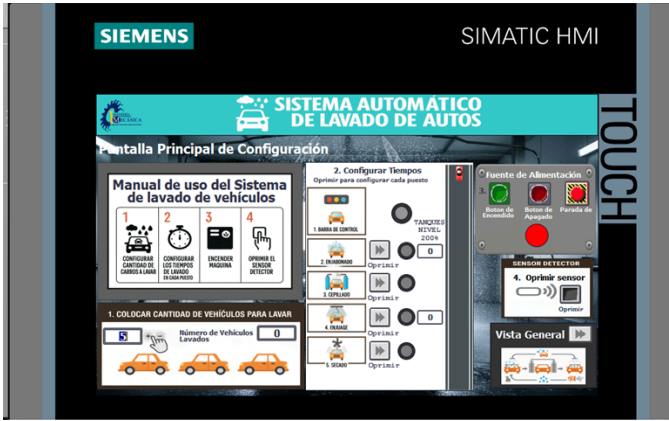 SIEMENS
SIMATIC HMI
TOUCH
SISTEMA AUTOMÁTICO
DE LAVADO DE AUTOS
Pantalla Principal de Configuración
Manual de uso del Sistema
de lavado de vehículos
1 2 3 4
CONFIGURAR
CANTIDAD DE
CARROS A LAVAR
CONFIGURAR
LOS TIEMPOS
DE LAVADO
EN CADA PUESTO
ENCENDER
MAQUINA
OPRIMIR EL
SENSOR
DETECTOR
1. COLOCAR CANTIDAD DE VEHÍCULOS PARA LAVAR
5
Número de Vehiculos
Lavados
0
2. Configurar Tiempos
Oprimir para configurar cada puesto
1. BARRA DE CONTROL
TANQUES
NIVEL
200%
2. ENJABONADO
Oprimir
0
3. CEPILLADO
Oprimir
4. ENJUAGE
Oprimir
0
5. SECADO
Oprimir
Fuente de Alimentación
3.
Boton de
Encendido
Boton de
Apagado
Parada de
SENSOR DETECTOR
4. Oprimir sensor
Oprimir
Vista General